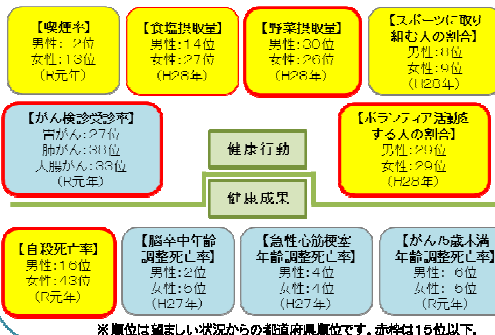 【喫煙率】
男性： 2位
女性：13位
(R元年)
【食塩摂取量】
男性：14位
女性：27位
(H28年)
【野菜摂取量】
男性：30位
女性：26位
(H28年)
【スポーツに取り
組む人の割合】
男性：8位
女性：9位
(H28年)
【がん検診受診率】
胃がん：27位
肺がん：38位
大腸がん：33位
(R元年)
健康行動
【ボランティア活動を
する人の割合】
男性：29位
女性：29位
(H28年)
健康成果
【自殺死亡率】
男性：16位
女性：43位
(R元年)
【脳卒中年齢
調整死亡率】
男性：2位
女性：5位
(H27年)
【急性心筋梗塞
年齢調整死亡率】
男性：4位
女性：4位
(H27年)
【がん75歳未満
年齢調整死亡率】
男性： 6位
女性： 5位
(R元年)
※順位は望ましい状況からの都道府県順位です。赤枠は15位以下。